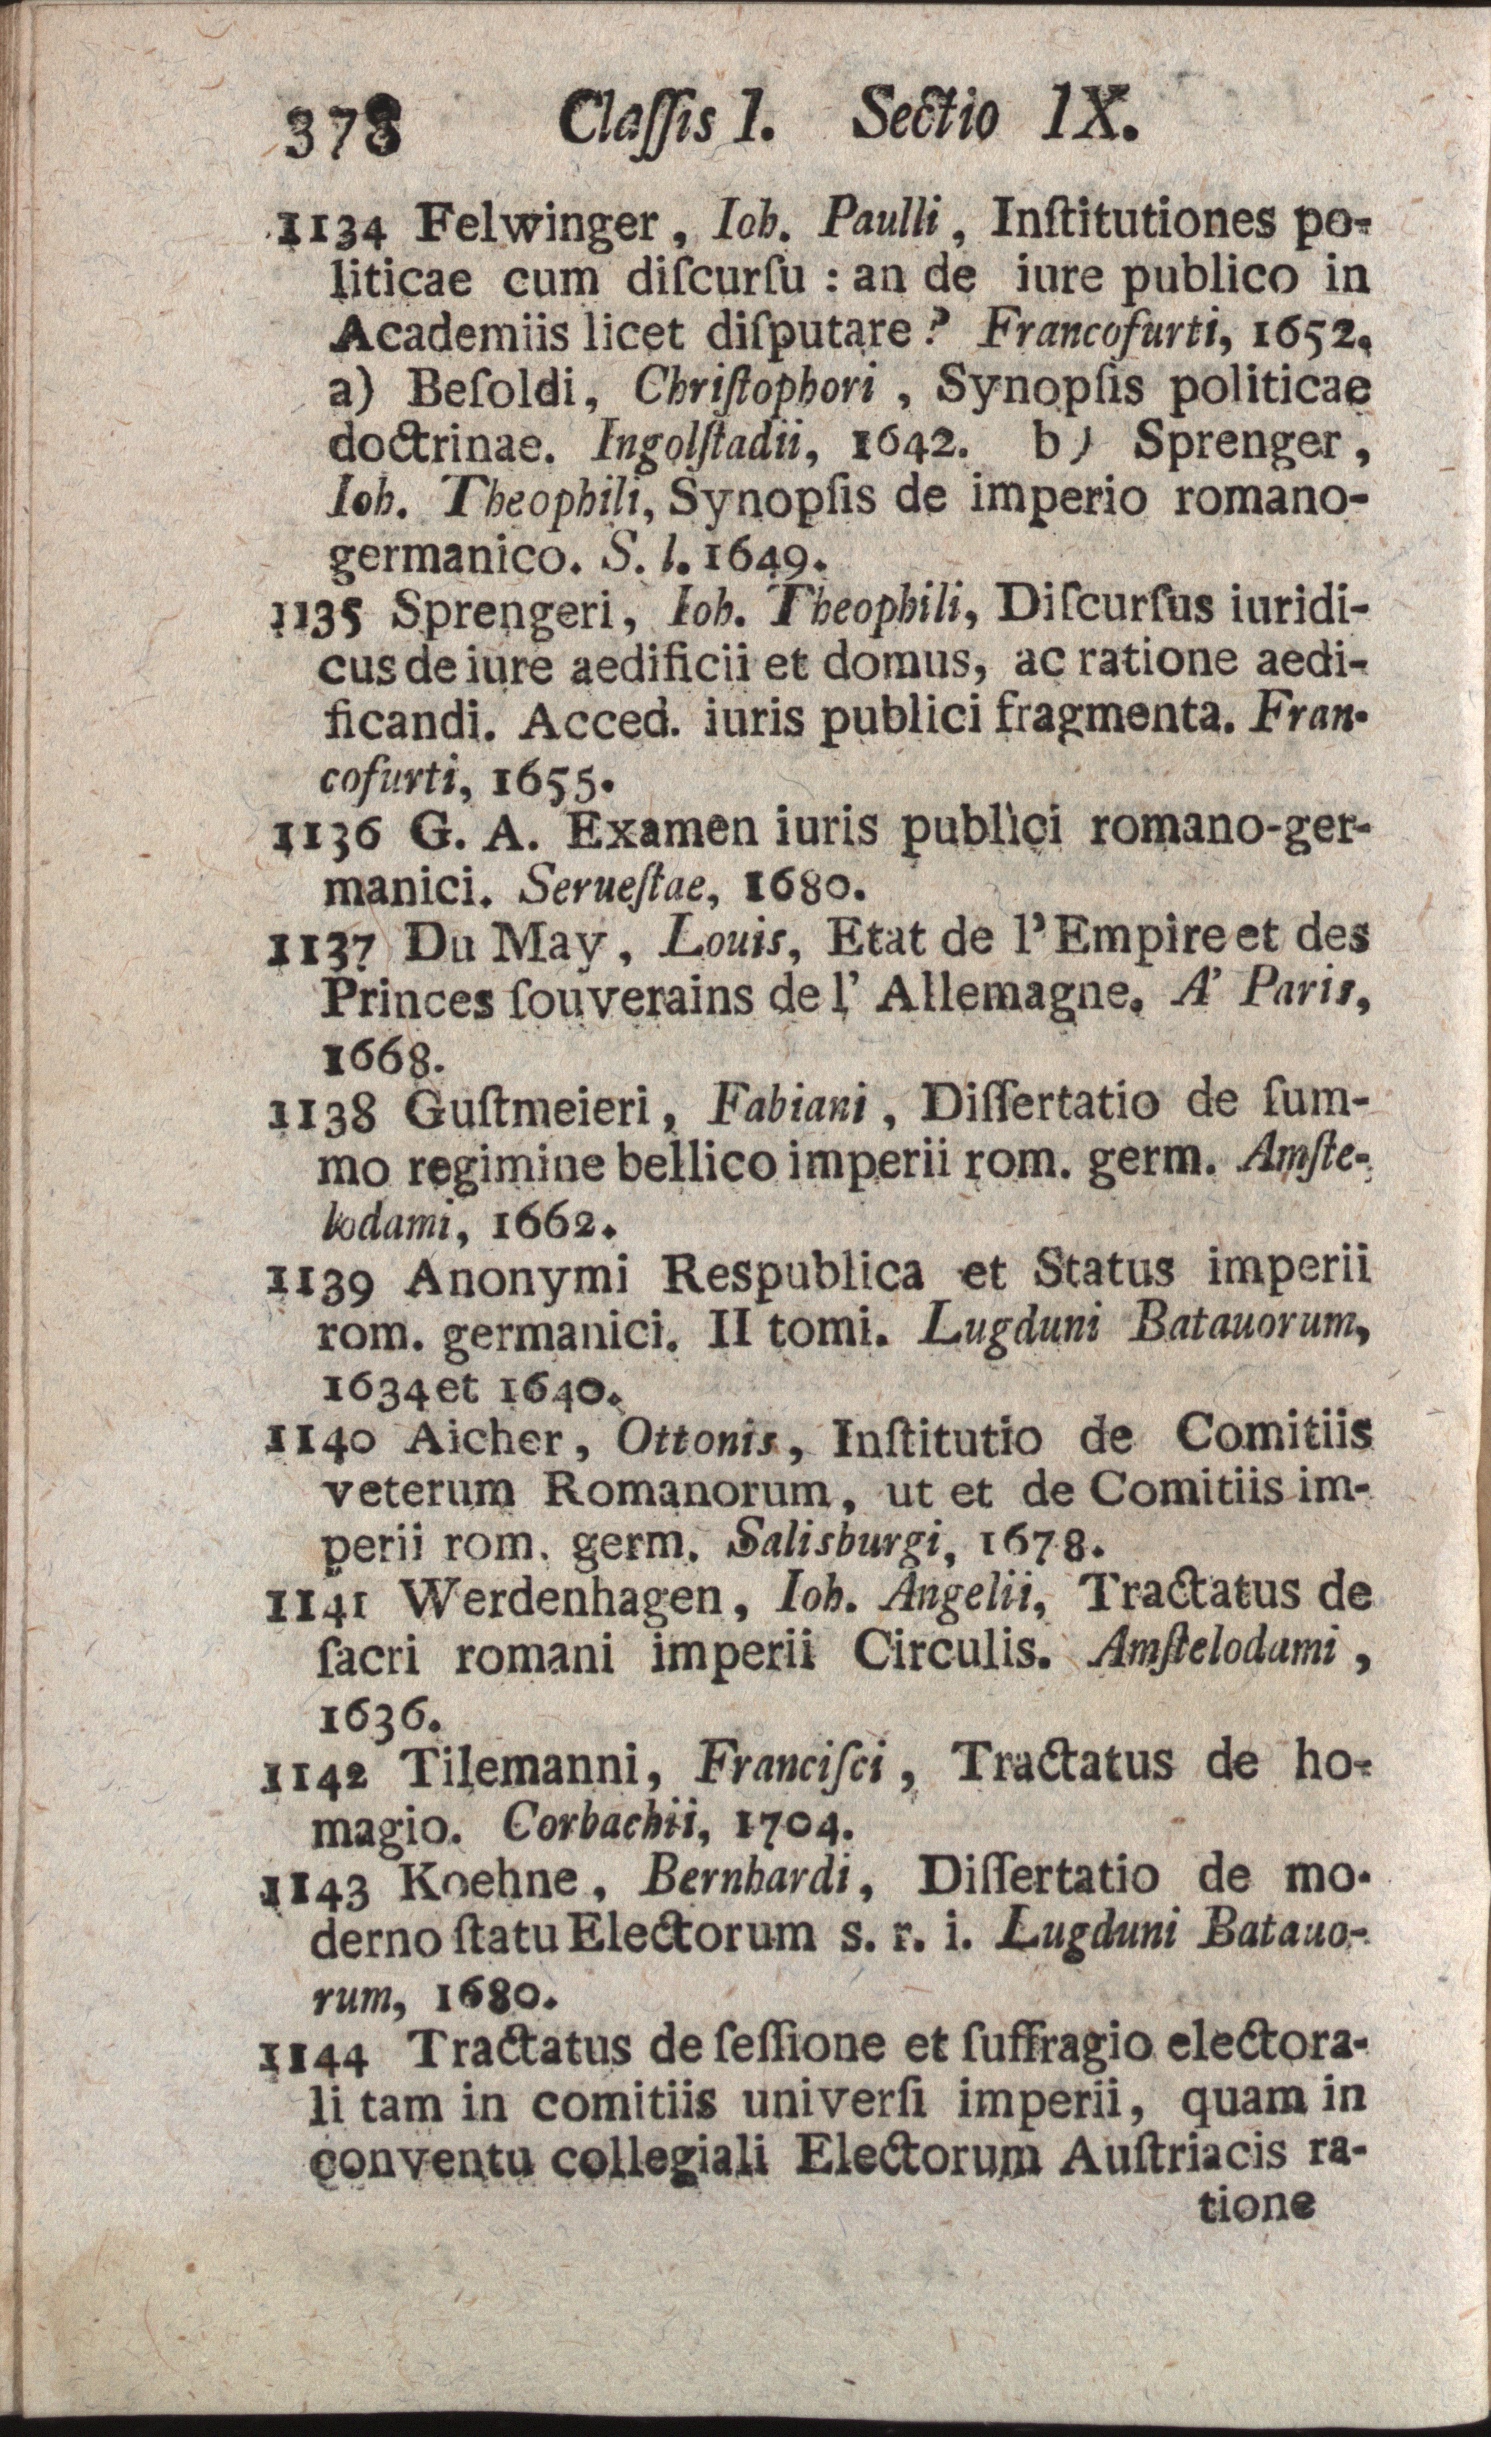 378 Claſſis I. Sectio IX.
1134 Felwinger, Ioh. Paulli, Inſtitutiones po-
liticae cum diſcurſu : an de iure publico in
Academiis licet diſputare? Francofurti, 1652.
a) Beſoldi, Chriſtophori, Synopſis politicae
doctrinae. Ingolſtadii, 1642. b) Sprenger,
Ioh. Theophili, Synopſis de imperio romano-
germanico. S. l. 1649.
1135 Sprengeri, Ioh. Theophili, Diſcurſus iuridi-
cus de iure aedificii et domus, ac ratione aedi-
ficandi. Acced. iuris publici fragmenta. Fran-
cofurti, 1655.
1136 G. A. Examen iuris publici romano-ger-
manici. Serueſtae, 1680.
1137 Du May, Louis, Etat de l'Empire et des
Princes ſouverains de l' Allemagne. A' Paris,
1668.
1138 Guſtmeieri, Fabiani, Diſſertatio de ſum-
mo regimine bellico imperii rom. germ. Amſte-
lodami, 1662.
1139 Anonymi Respublica et Status imperii
rom. germanici. II tomi. Lugduni Batauorum,
1634 et 1640.
1140 Aicher, Ottonis, Inſtitutio de Comitiis
veterum Romanorum, ut et de Comitiis im-
perii rom. germ. Salisburgi, 1678.
1141 Werdenhagen, Ioh. Angelii, Tractatus de
ſacri romani imperii Circulis. Amſtelodami,
1636.
1142 Tilemanni, Franciſci, Tractatus de ho-
magio. Corbachii, 1704.
1143 Koehne, Bernhardi, Diſſertatio de mo-
derno ſtatu Electorum s. r. i. Lugduni Batauo-
rum, 1680.
1144 Tractatus de ſeſſione et ſuffragio electora-
li tam in comitiis univerſi imperii, quam in
conventu collegiali Electorum Auſtriacis ra-
tione